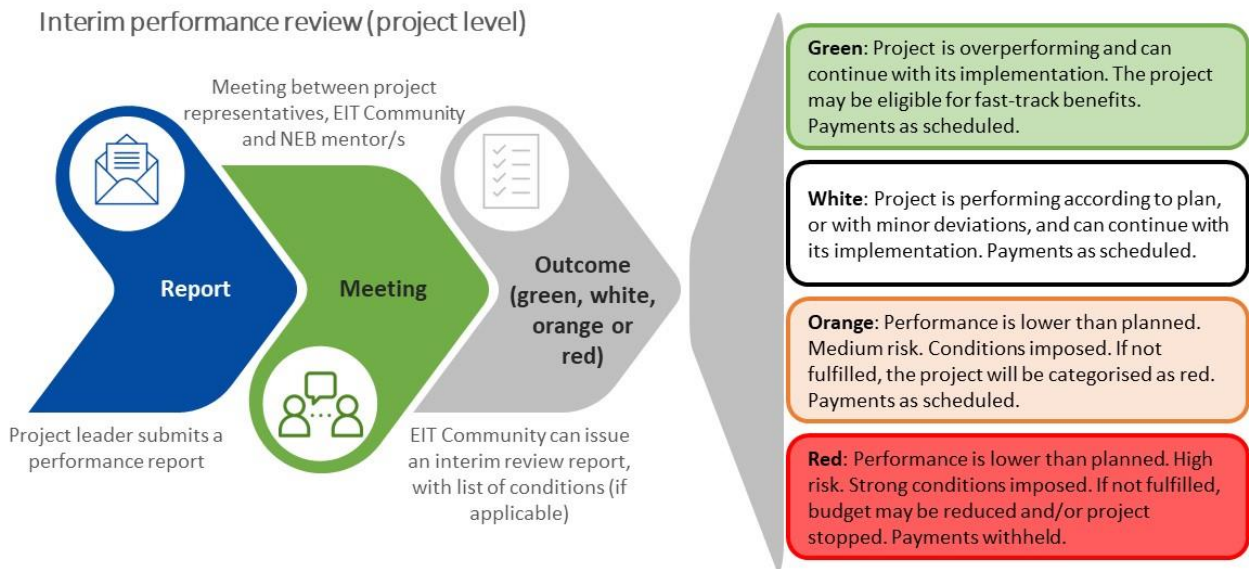 Interim performance review (project level)
Meeting between project
representatives, EIT Community
and NEB mentor/s
Report
Meeting
Outcome
(green, white,
orange or
red)
Project leader submits a
performance report
EIT Community can issue
an interim review report,
with list of conditions (if
applicable)
Green: Project is overperforming and can
continue with its implementation. The project
may be eligible for fast-track benefits.
Payments as scheduled.
White: Project is performing according to plan,
or with minor deviations, and can continue with
its implementation. Payments as scheduled.
Orange: Performance is lower than planned.
Medium risk. Conditions imposed. If not
fulfilled, the project will be categorised as red.
Payments as scheduled.
Red: Performance is lower than planned. High
risk. Strong conditions imposed. If not fulfilled,
budget may be reduced and/or project
stopped. Payments withheld.